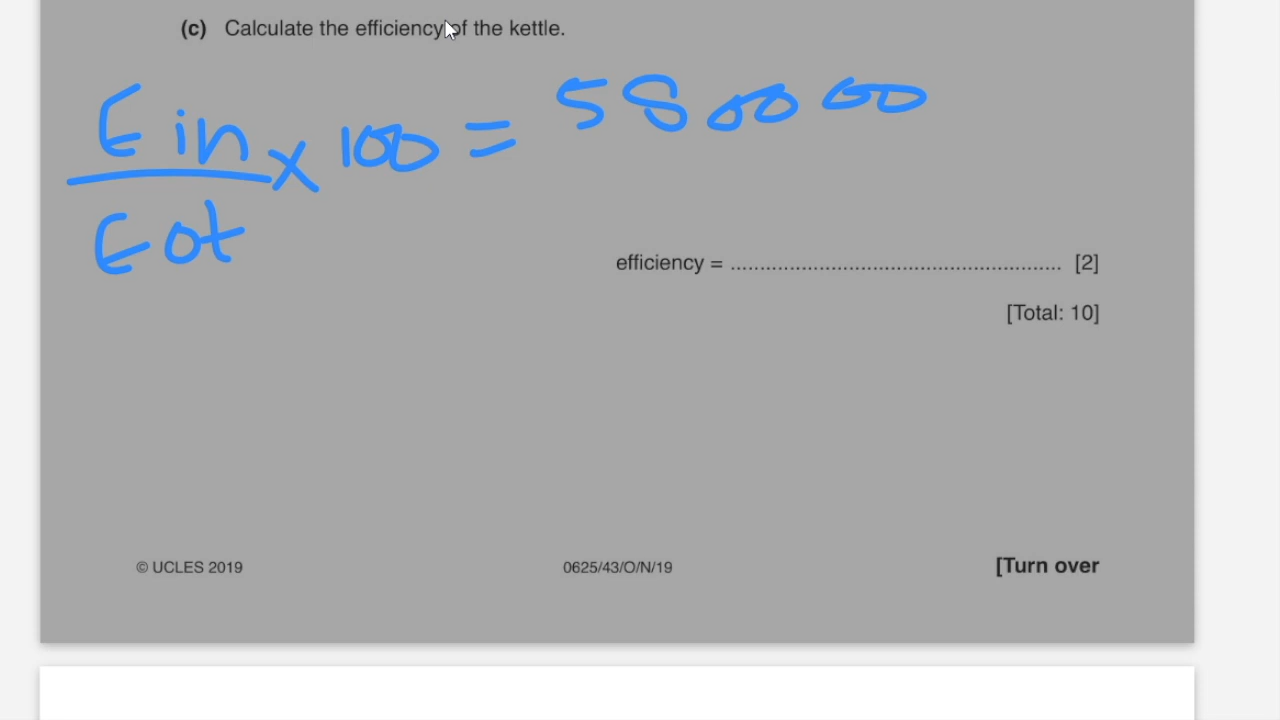 (c) Calculate the efficiency of the kettle.
E in x 100 = 580000
E ot
efficiency = ........................................................ [2]
[Total: 10]
© UCLES 2019 0625/43/O/N/19 [Turn over